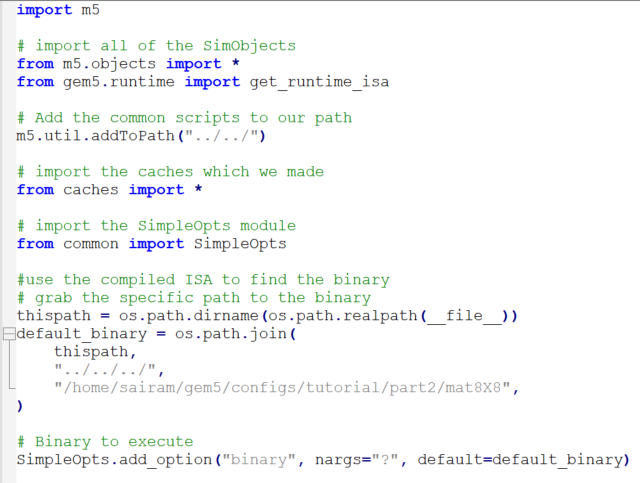 import m5
# import all of the SimObjects
from m5.objects import *
from gem5.runtime import get_runtime_isa
# Add the common scripts to our path
m5.util.addToPath("../../")
# import the caches which we made
from caches import *
# import the SimpleOpts module
from common import SimpleOpts
#use the compiled ISA to find the binary
# grab the specific path to the binary
thispath = os.path.dirname(os.path.realpath(__file__))
default_binary = os.path.join(
thispath,
"../../../",
"/home/sairam/gem5/configs/tutorial/part2/mat8X8",
)
# Binary to execute
SimpleOpts.add_option("binary", nargs="?", default=default_binary)